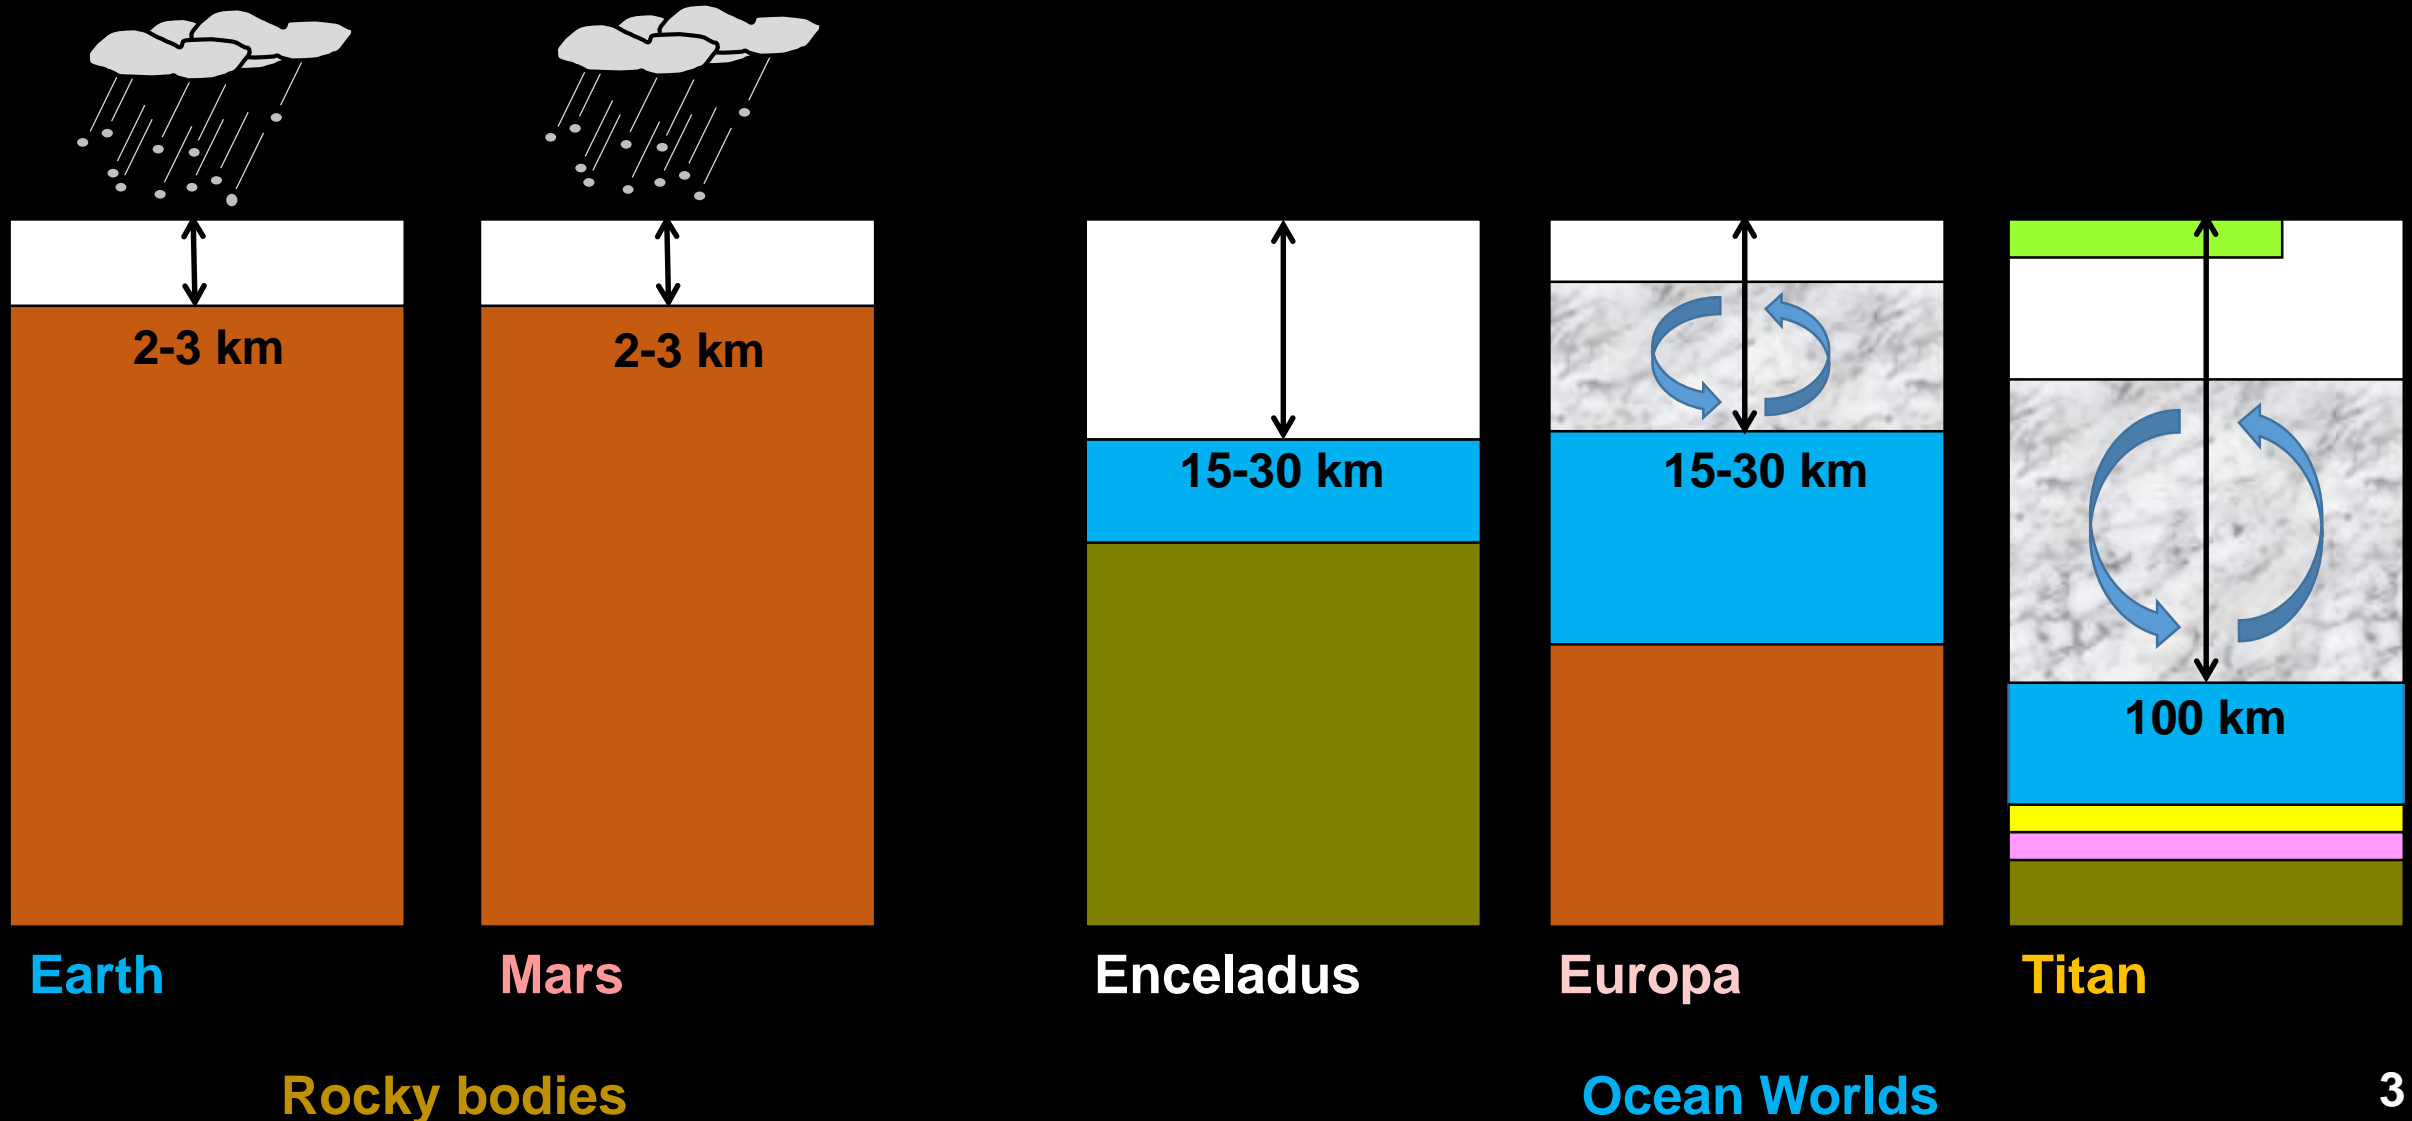 2-3 km
2-3 km
15-30 km
15-30 km
100 km
Earth
Mars
Enceladus
Europa
Titan
Rocky bodies
Ocean Worlds
3